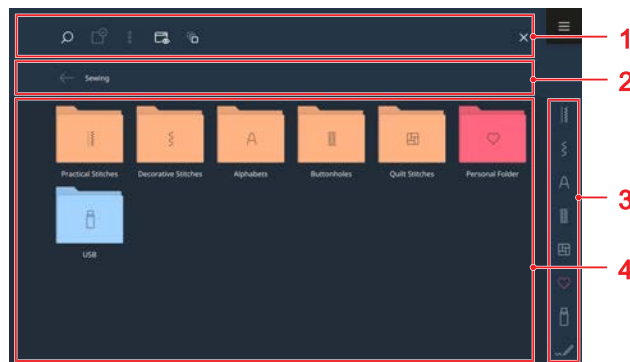 1
Sewing
2
Practical Stitches Decorative Stitches Alphabets Buttonholes Quilt Stitches Personal Folder
3
USB
4